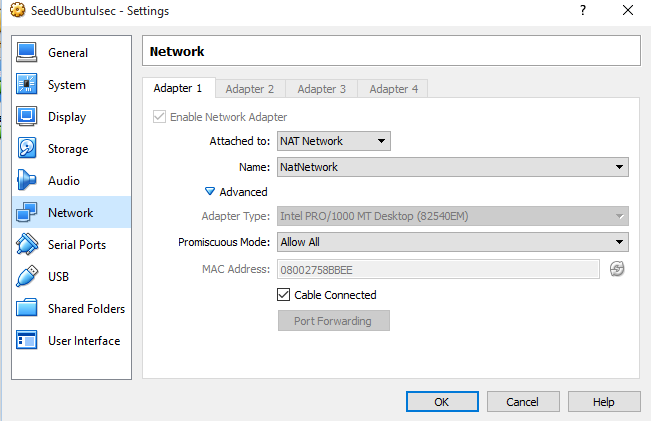 SeedUbuntulsec - Settings
?
General
System
Display
Storage
Audio
Network
Serial Ports
USB
Shared Folders
User Interface
Network
Adapter 1 Adapter 2 Adapter 3 Adapter 4
Enable Network Adapter
Attached to: NAT Network
Name: NatNetwork
Advanced
Adapter Type: Intel PRO/1000 MT Desktop (82540EM)
Promiscuous Mode: Allow All
MAC Address: 08002758BBEE
Cable Connected
Port Forwarding
OK Cancel Help